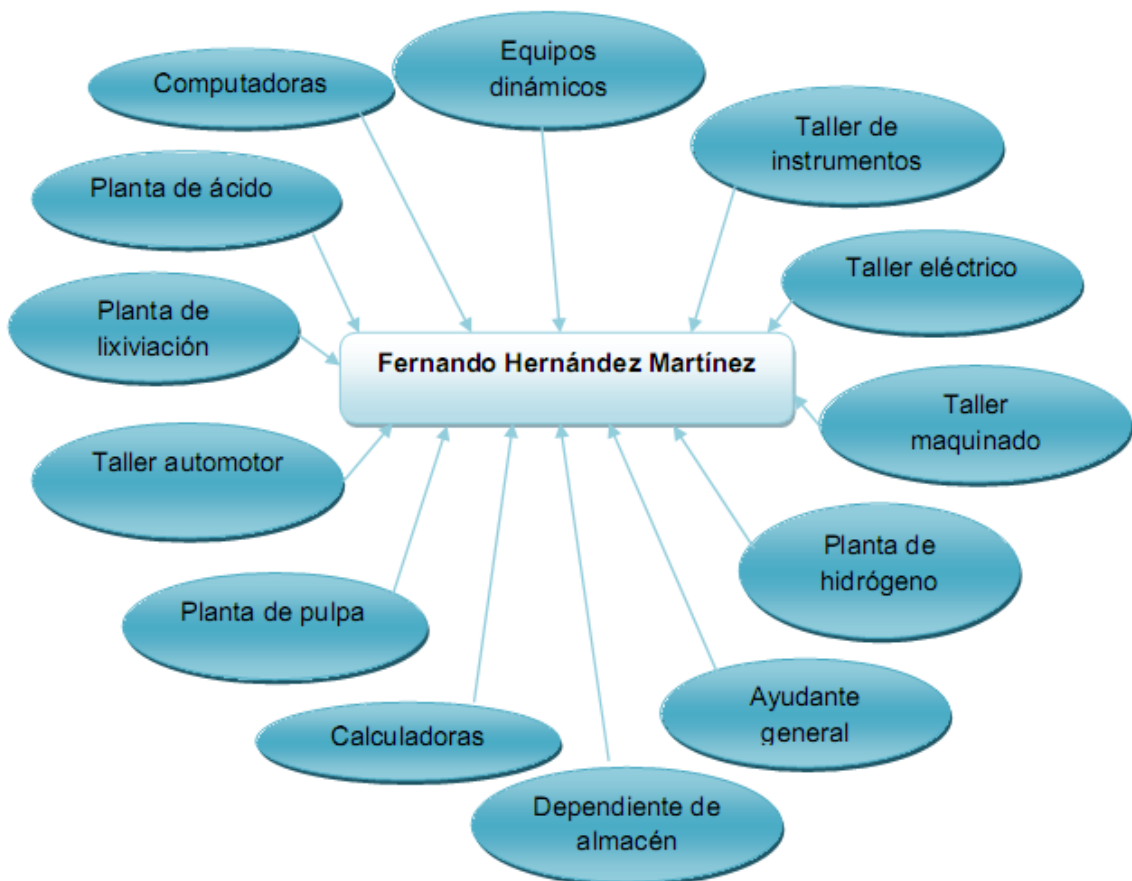 Computadoras
Equipos
dinámicos
Taller de
instrumentos
Planta de ácido
Taller eléctrico
Planta de
lixiviación
Fernando Hernández Martínez
Taller
maquinado
Taller automotor
Planta de
hidrógeno
Planta de pulpa
Ayudante
general
Calculadoras
Dependiente de
almacén